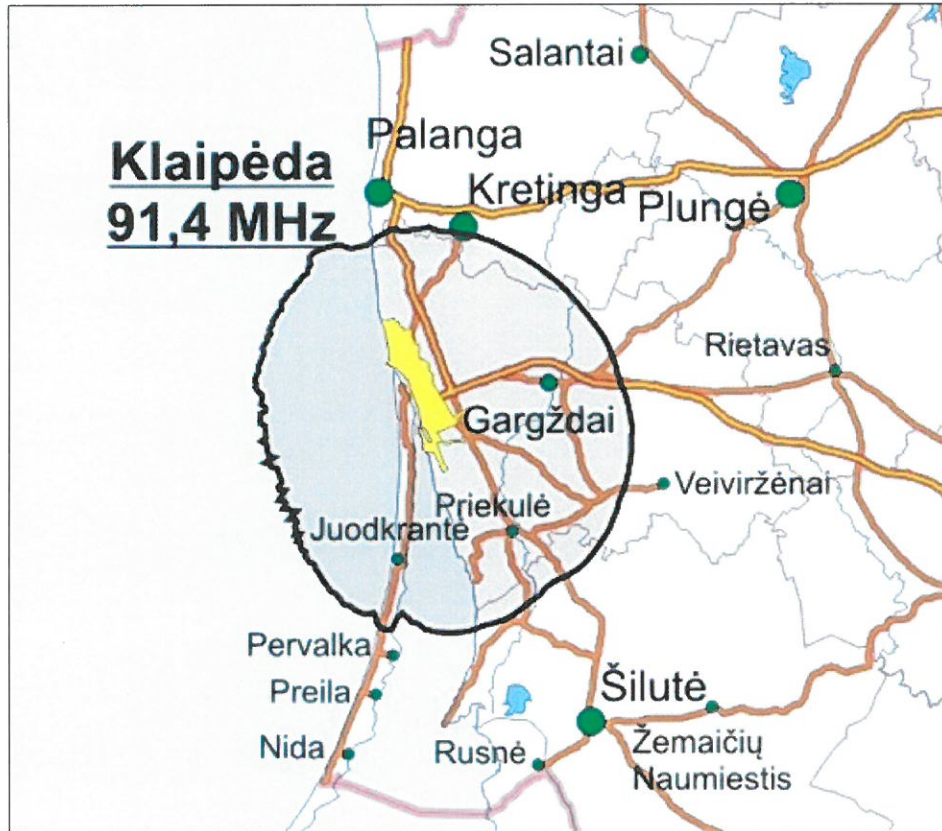 Salantai
Palanga
Klaipėda
91,4 MHz
Kretinga
Plungė
Rietavas
Gargždai
Veiviržėnai
Priekulė
Juodkrantė
Pervalka
Preila
Šilutė
Nida
Rusnė
Žemaičių
Naumiestis